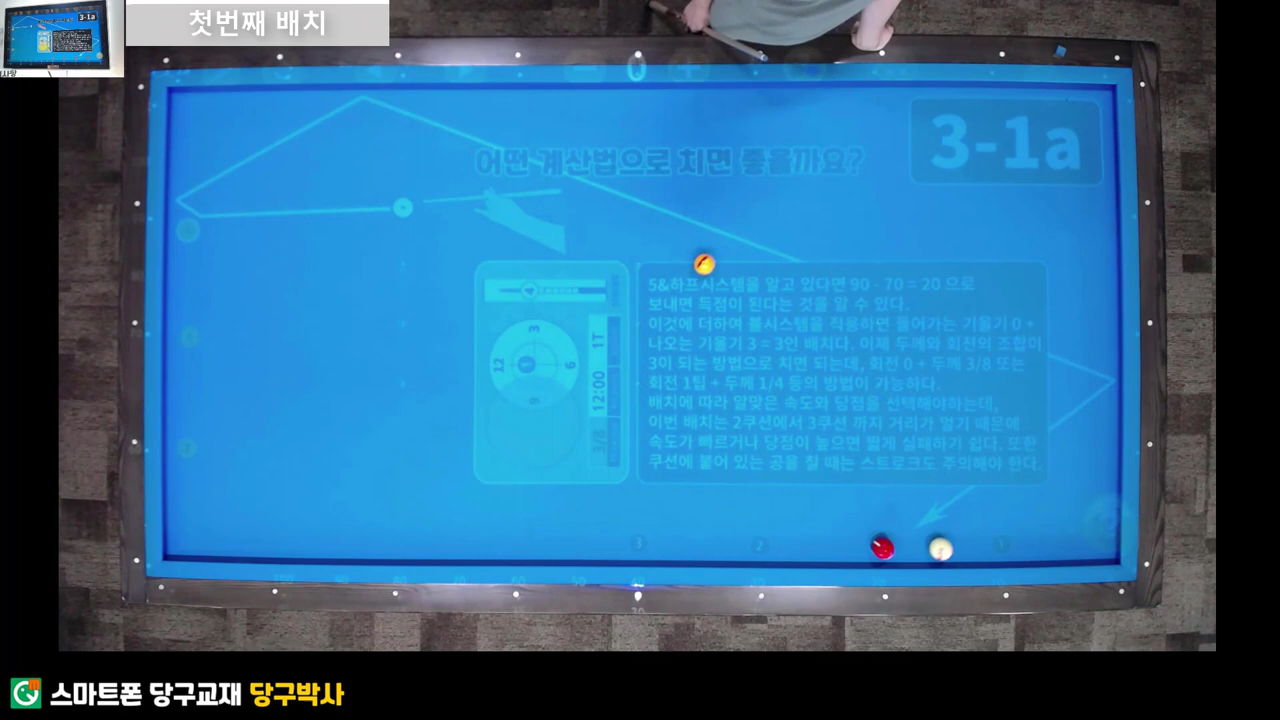 첫번째 배치
3-1a
어떤 계산법으로 치면 좋을까요?
5&하프시스템을 알고 있다면 90 - 70 = 20 으로
보내면 득점이 된다는 것을 알 수 있다.
이것에 더하여 롤시스템을 적용하면 들어가는 기울기 0 +
나오는 기울기 3 = 3인 배치다. 이제 두께와 회전의 조합이
3이 되는 방법으로 치면 되는데, 회전 0 + 두께 3/8 또는
회전 1팁 + 두께 1/4 등의 방법이 가능하다.
배치에 따라 알맞은 속도와 당점을 선택해야하는데,
이번 배치는 2쿠션에서 3쿠션 까지 거리가 멀기 때문에
속도가 빠르거나 당점이 높으면 짧게 실패하기 쉽다. 또한
쿠션에 붙어 있는 공을 칠 때는 스트로크도 주의해야 한다.
12 3 6 9
1T
12:00
3/8
3 2 1
스마트폰 당구교재 당구박사